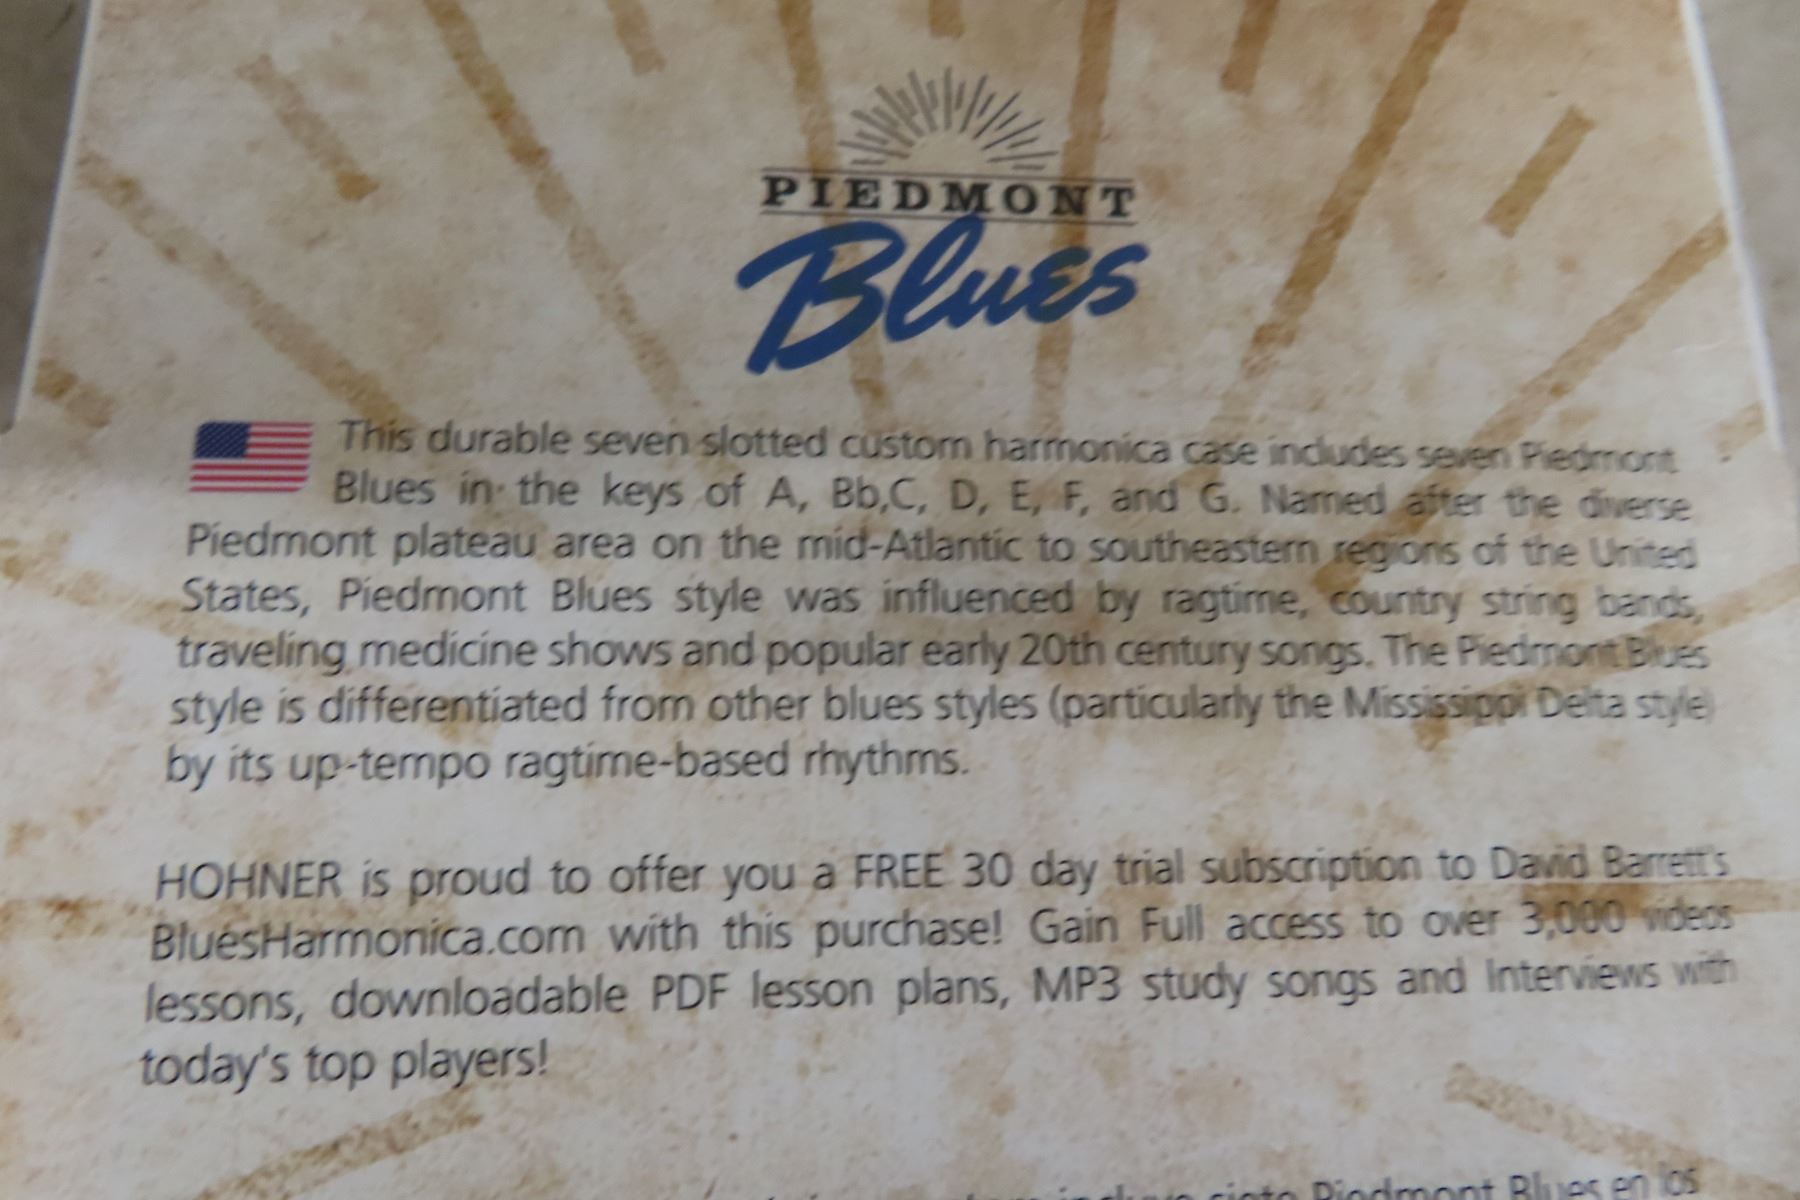 PIEDMONT
Blues
This durable seven slotted custom harmonica case includes seven Piedmont
Blues in the keys of A, Bb,C, D, E, F, and G. Named after the diverse
Piedmont plateau area on the mid-Atlantic to southeastern regions of the United
States, Piedmont Blues style was influenced by ragtime, country string bands,
traveling medicine shows and popular early 20th century songs. The Piedmont Blues
style is differentiated from other blues styles (particularly the Mississippi Delta style)
by its up-tempo ragtime-based rhythms.
HOHNER is proud to offer you a FREE 30 day trial subscription to David Barrett's
BluesHarmonica.com with this purchase! Gain Full access to over 3,000 videos
lessons, downloadable PDF lesson plans, MP3 study songs and Interviews with
today's top players!
incluye siete Piedmont Blues en los